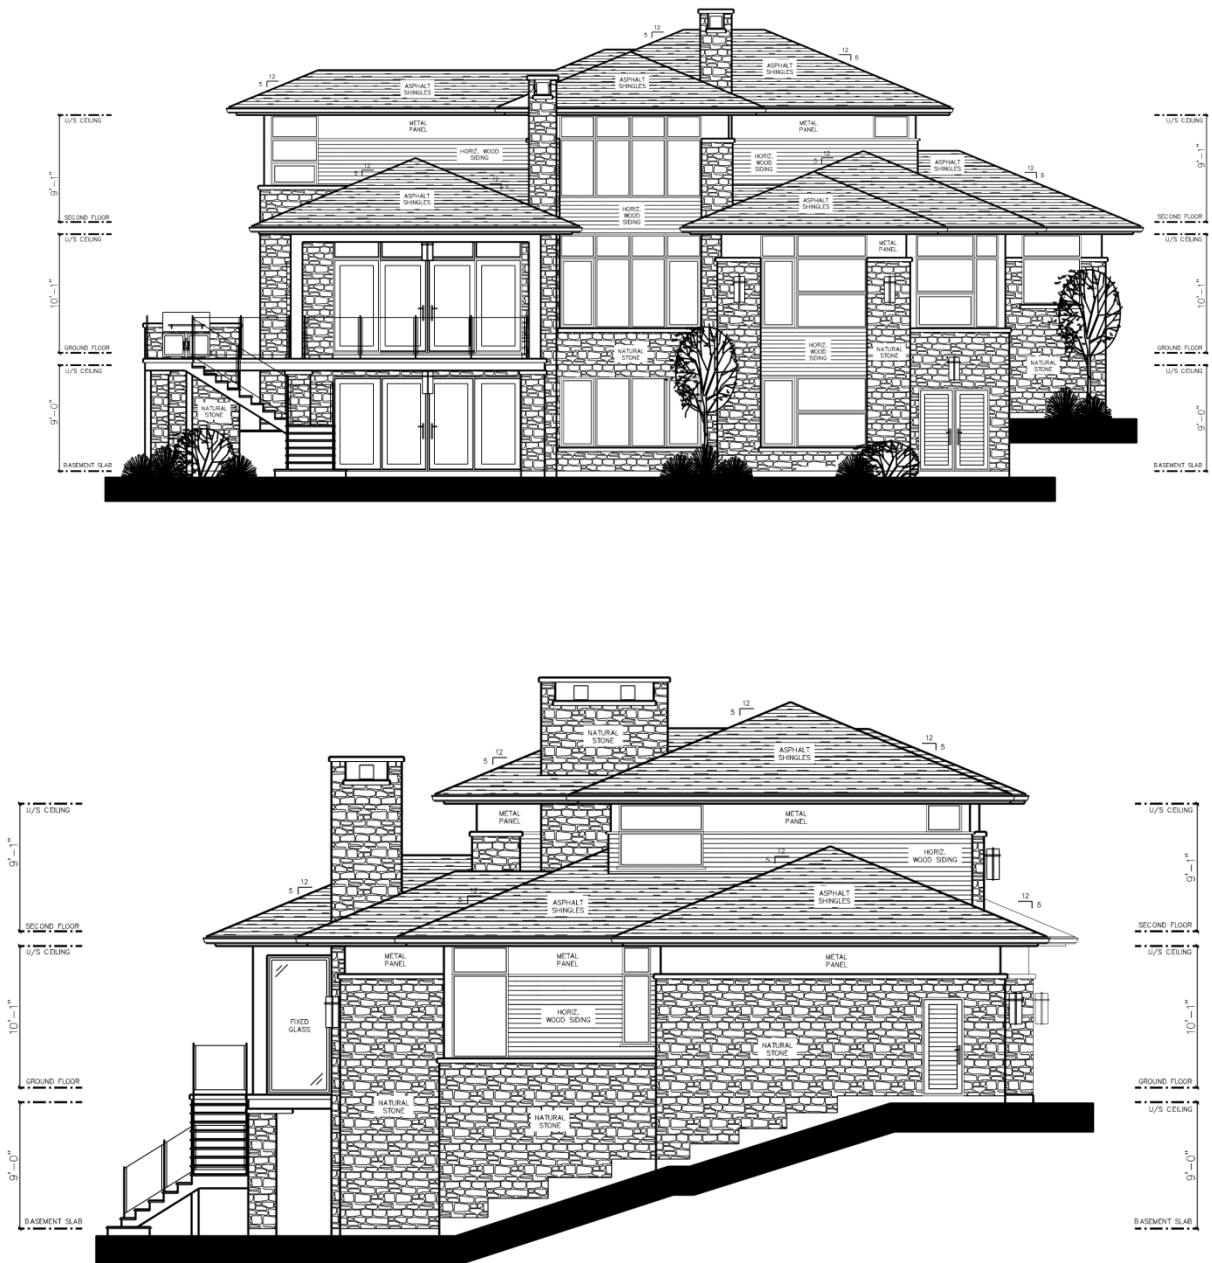 12
5
12
5
12
5
ASPHALT
SHINGLES
ASPHALT
SHINGLES
ASPHALT
SHINGLES
U/S CEILING
METAL
PANEL
METAL
PANEL
U/S CEILING
9'-1"
HORIZ. WOOD
SIDING
HORIZ.
WOOD
SIDING
12
5
12
5
12
5
ASPHALT
SHINGLES
12
5
9'-1"
ASPHALT
SHINGLES
ASPHALT
SHINGLES
HORIZ.
WOOD
SIDING
SECOND FLOOR
SECOND FLOOR
U/S CEILING
METAL
PANEL
U/S CEILING
10'-1"
10'-1"
GROUND FLOOR
NATURAL
STONE
HORIZ.
WOOD
SIDING
NATURAL
STONE
GROUND FLOOR
U/S CEILING
NATURAL
STONE
U/S CEILING
9'-0"
NATURAL
STONE
9'-0"
BASEMENT SLAB
BASEMENT SLAB
12
5
NATURAL
STONE
12
5
12
5
ASPHALT
SHINGLES
U/S CEILING
METAL
PANEL
METAL
PANEL
U/S CEILING
9'-1"
12
5
12
5
12
5
HORIZ.
WOOD SIDING
9'-1"
ASPHALT
SHINGLES
ASPHALT
SHINGLES
12
5
SECOND FLOOR
SECOND FLOOR
U/S CEILING
METAL
PANEL
METAL
PANEL
METAL
PANEL
U/S CEILING
10'-1"
FIXED
GLASS
HORIZ.
WOOD SIDING
NATURAL
STONE
10'-1"
GROUND FLOOR
GROUND FLOOR
U/S CEILING
NATURAL
STONE
NATURAL
STONE
U/S CEILING
9'-0"
9'-0"
BASEMENT SLAB
BASEMENT SLAB